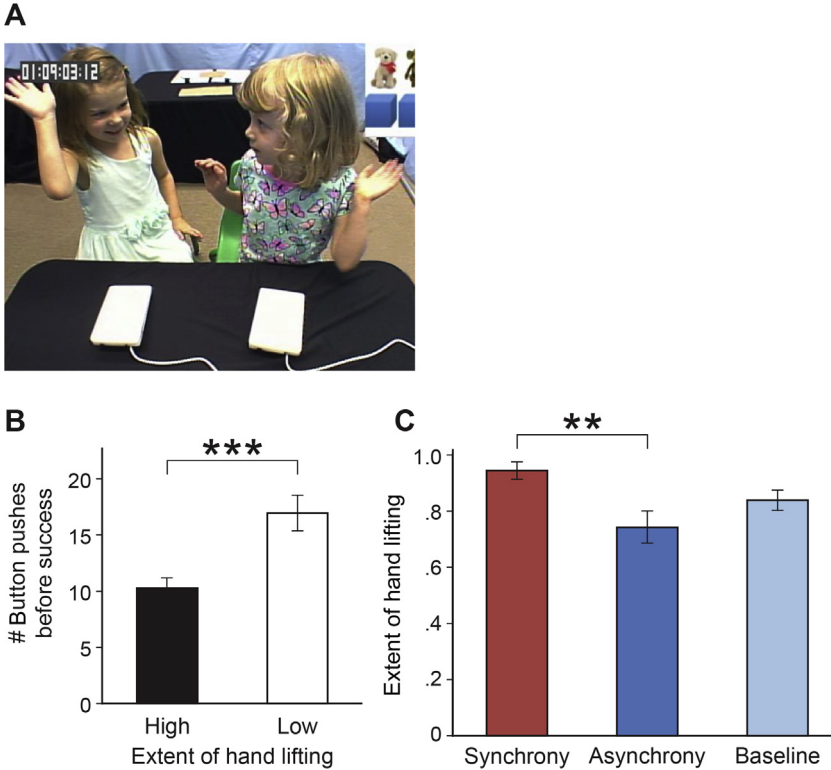 A
01:09:03:12
B
***
# Button pushes
before success
20
15
10
5
0
High Low
Extent of hand lifting
C
**
Extent of hand lifting
1.0
.8
.6
.4
.2
0
Synchrony Asynchrony Baseline